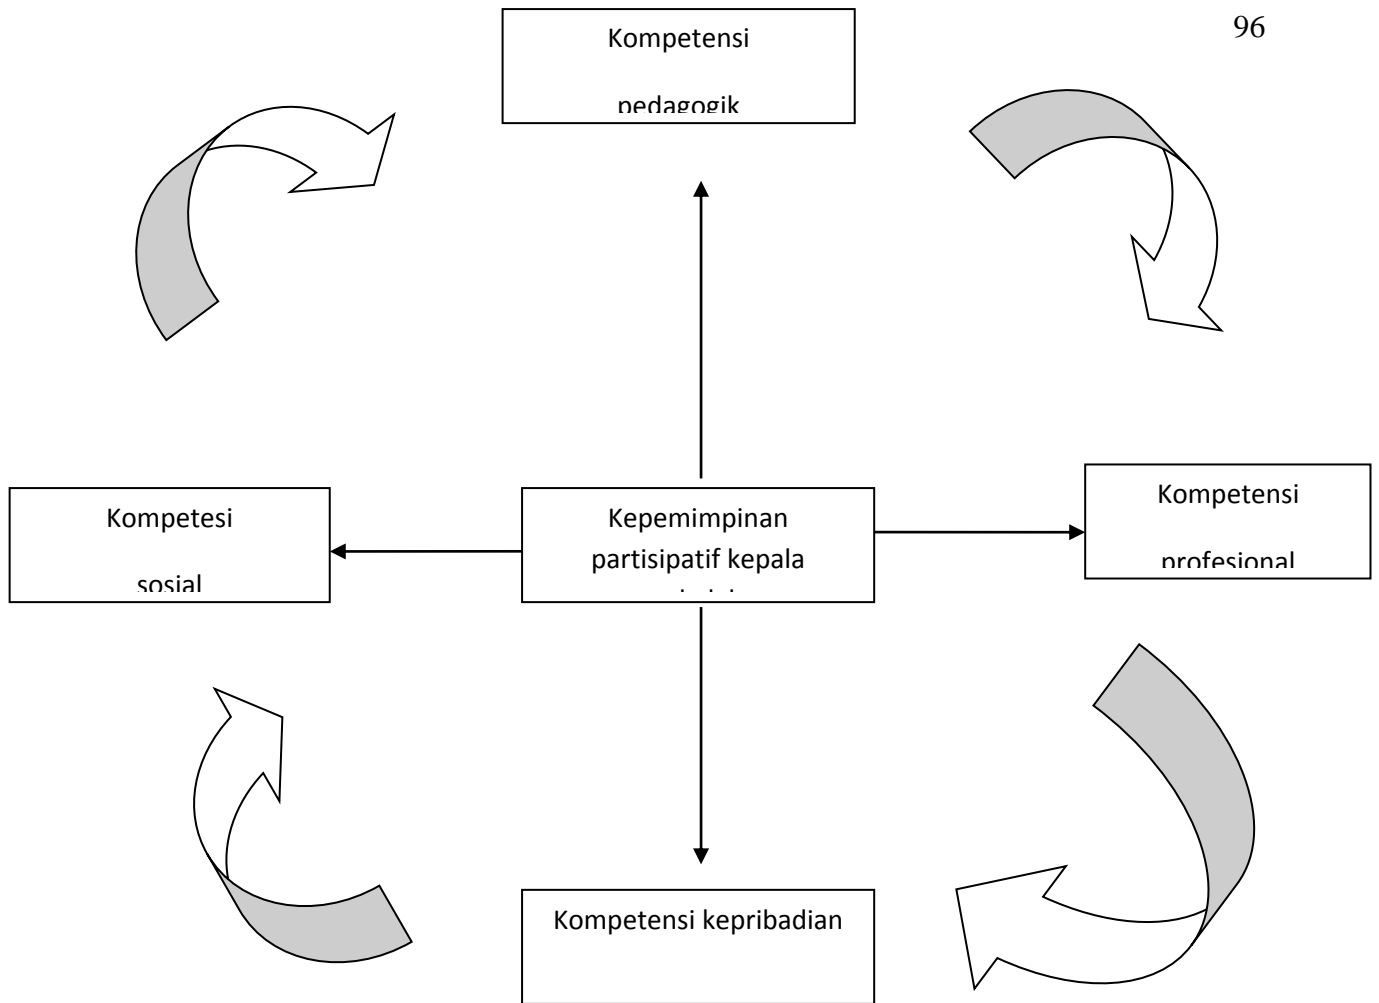 96
Kompetensi
pedagogik
Kompetesi
sosial
Kepemimpinan
partisipatif kepala
Kompetensi
profesional
Kompetensi kepribadian